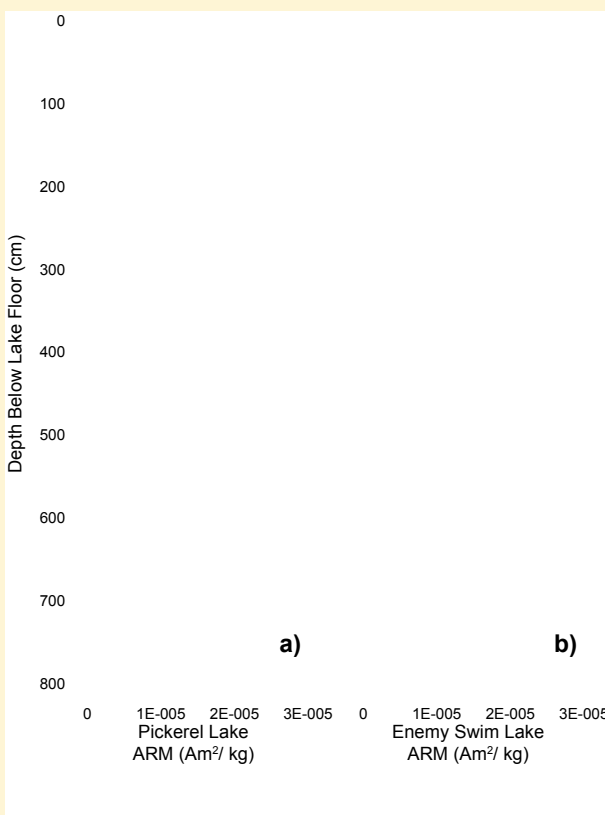 0
100
200
300
400
500
600
700
800
Depth Below Lake Floor (cm)
a)
b)
0 1E-005 2E-005 3E-005 0 1E-005 2E-005 3E-005
Pickerel Lake Enemy Swim Lake
ARM (Am²/ kg) ARM (Am²/ kg)